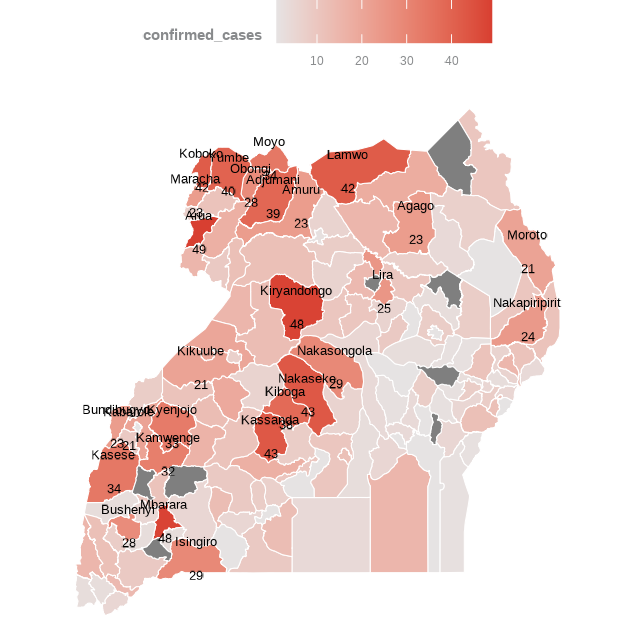 confirmed_cases
10 20 30 40
Moyo
Koboko
Yumbe
Lamwo
Obongi
34
Maracha
Adjumani
42
40
Amuru
42
28
Agago
23
Arua
39
23
Moroto
23
49
21
Lira
Kiryandongo
Nakapiripirit
25
48
24
Kikuube
Nakasongola
Nakaseke
21
29
Kiboga
Bundibugyo
Kabarole
Kyenjojo
43
Kassanda
38
Kamwenge
23
21
33
Kasese
43
32
34
Mbarara
Bushenyi
48
28
Isingiro
29